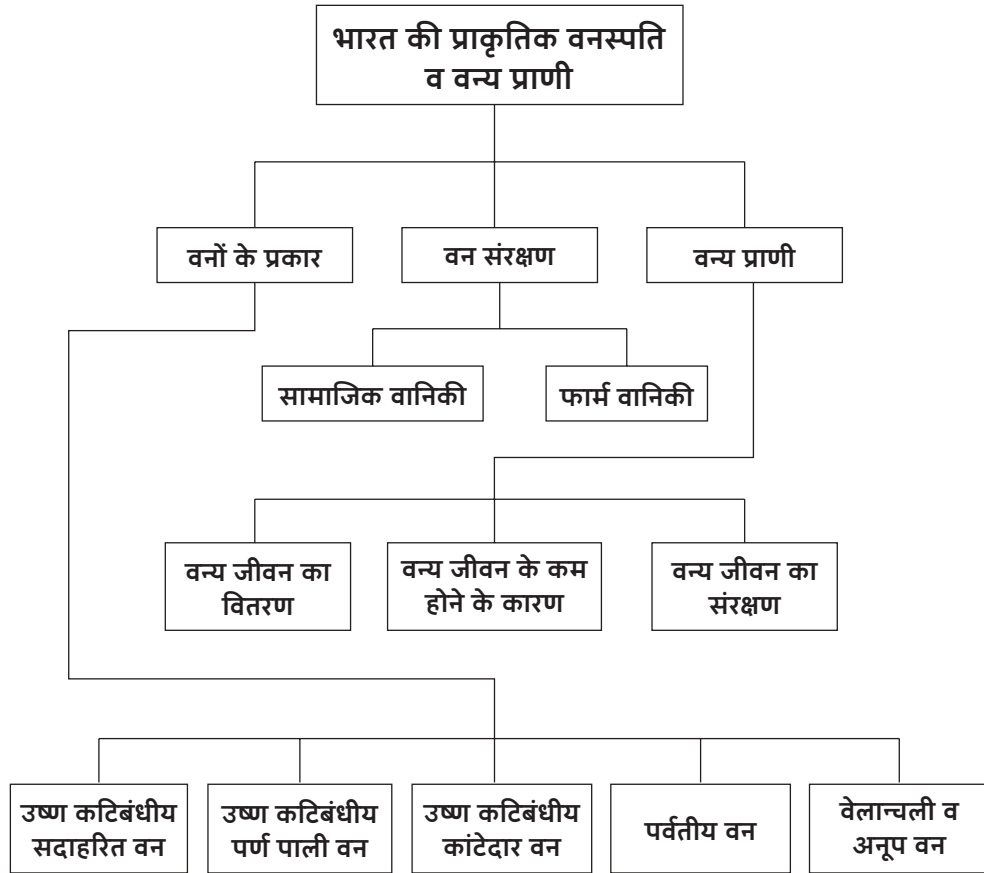 भारत की प्राकृतिक वनस्पति
व वन्य प्राणी
वनों के प्रकार
वन संरक्षण
वन्य प्राणी
सामाजिक वानिकी
फार्म वानिकी
वन्य जीवन का
वितरण
वन्य जीवन के कम
होने के कारण
वन्य जीवन का
संरक्षण
उष्ण कटिबंधीय
सदाहरित वन
उष्ण कटिबंधीय
पर्ण पाली वन
उष्ण कटिबंधीय
कांटेदार वन
पर्वतीय वन
वेलान्चली व
अनूप वन